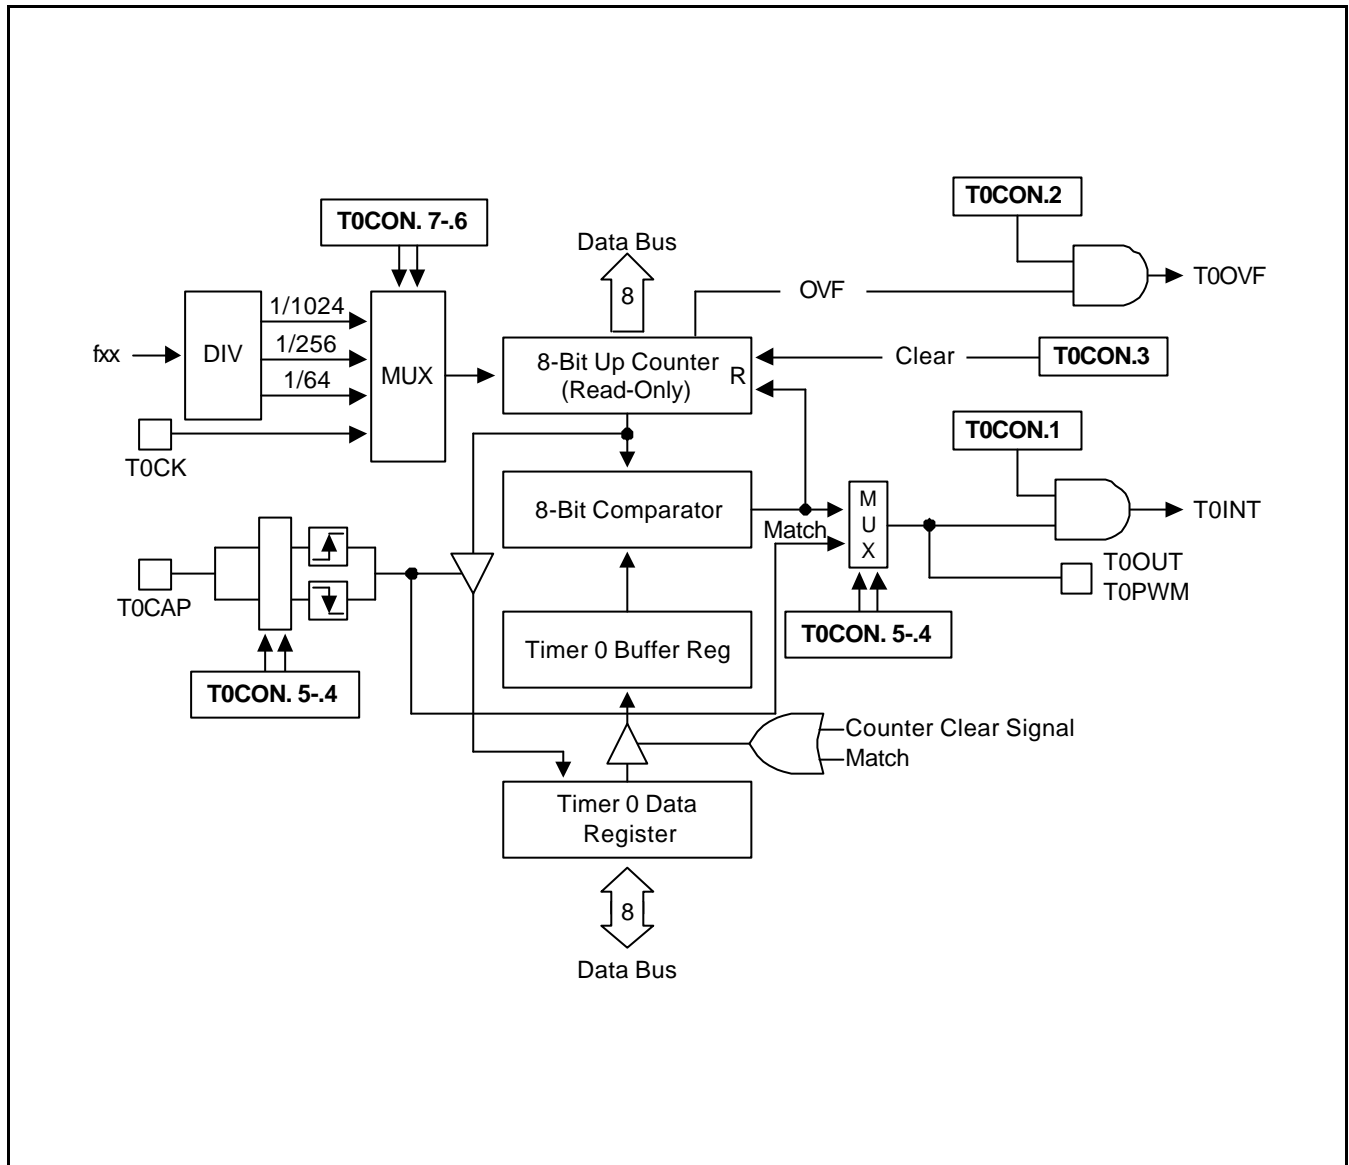 T0CON.2
T0CON. 7-.6
Data Bus
8
OVF
T0OVF
1/1024
fxx
DIV
1/256
1/64
MUX
8-Bit Up Counter
(Read-Only)
R
Clear
T0CON.3
T0CK
T0CON.1
8-Bit Comparator
Match
M
U
X
T0INT
T0CAP
T0OUT
T0PWM
T0CON. 5-.4
Timer 0 Buffer Reg
T0CON. 5-.4
Counter Clear Signal
Match
Timer 0 Data
Register
8
Data Bus